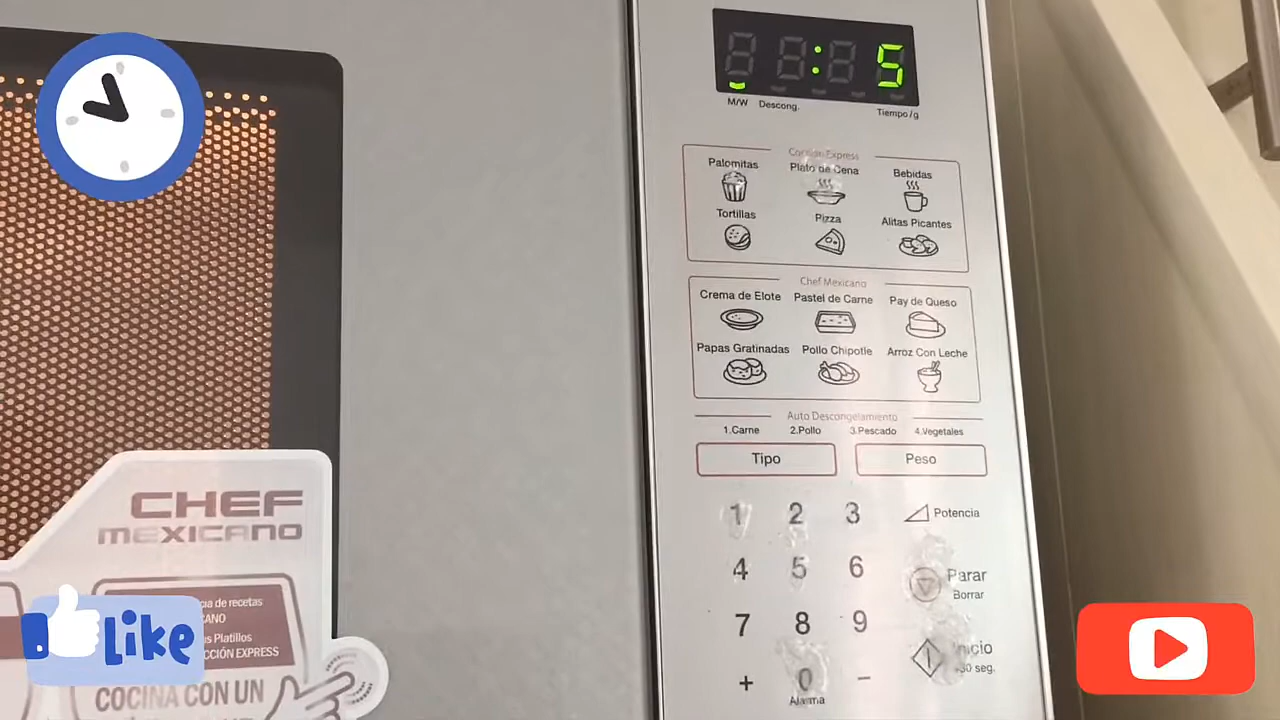 : 5
M/W Descong.
Tiempo/g
Cocción Express
Palomitas
Plato de Cena
Bebidas
Tortillas
Pizza
Alitas Picantes
Chef Mexicano
Crema de Elote
Pastel de Carne
Pay de Queso
Papas Gratinadas
Pollo Chipotle
Arroz Con Leche
Auto Descongelamiento
1.Carne 2.Pollo 3.Pescado 4.Vegetales
Tipo
Peso
1 2 3
Potencia
4 5 6
Parar
Borrar
7 8 9
Inicio
+30 seg.
+ 0 −
Alarma
CHEF
MEXICANO
de recetas
Platillos
EXPRESS
COCINA CON UN
Like